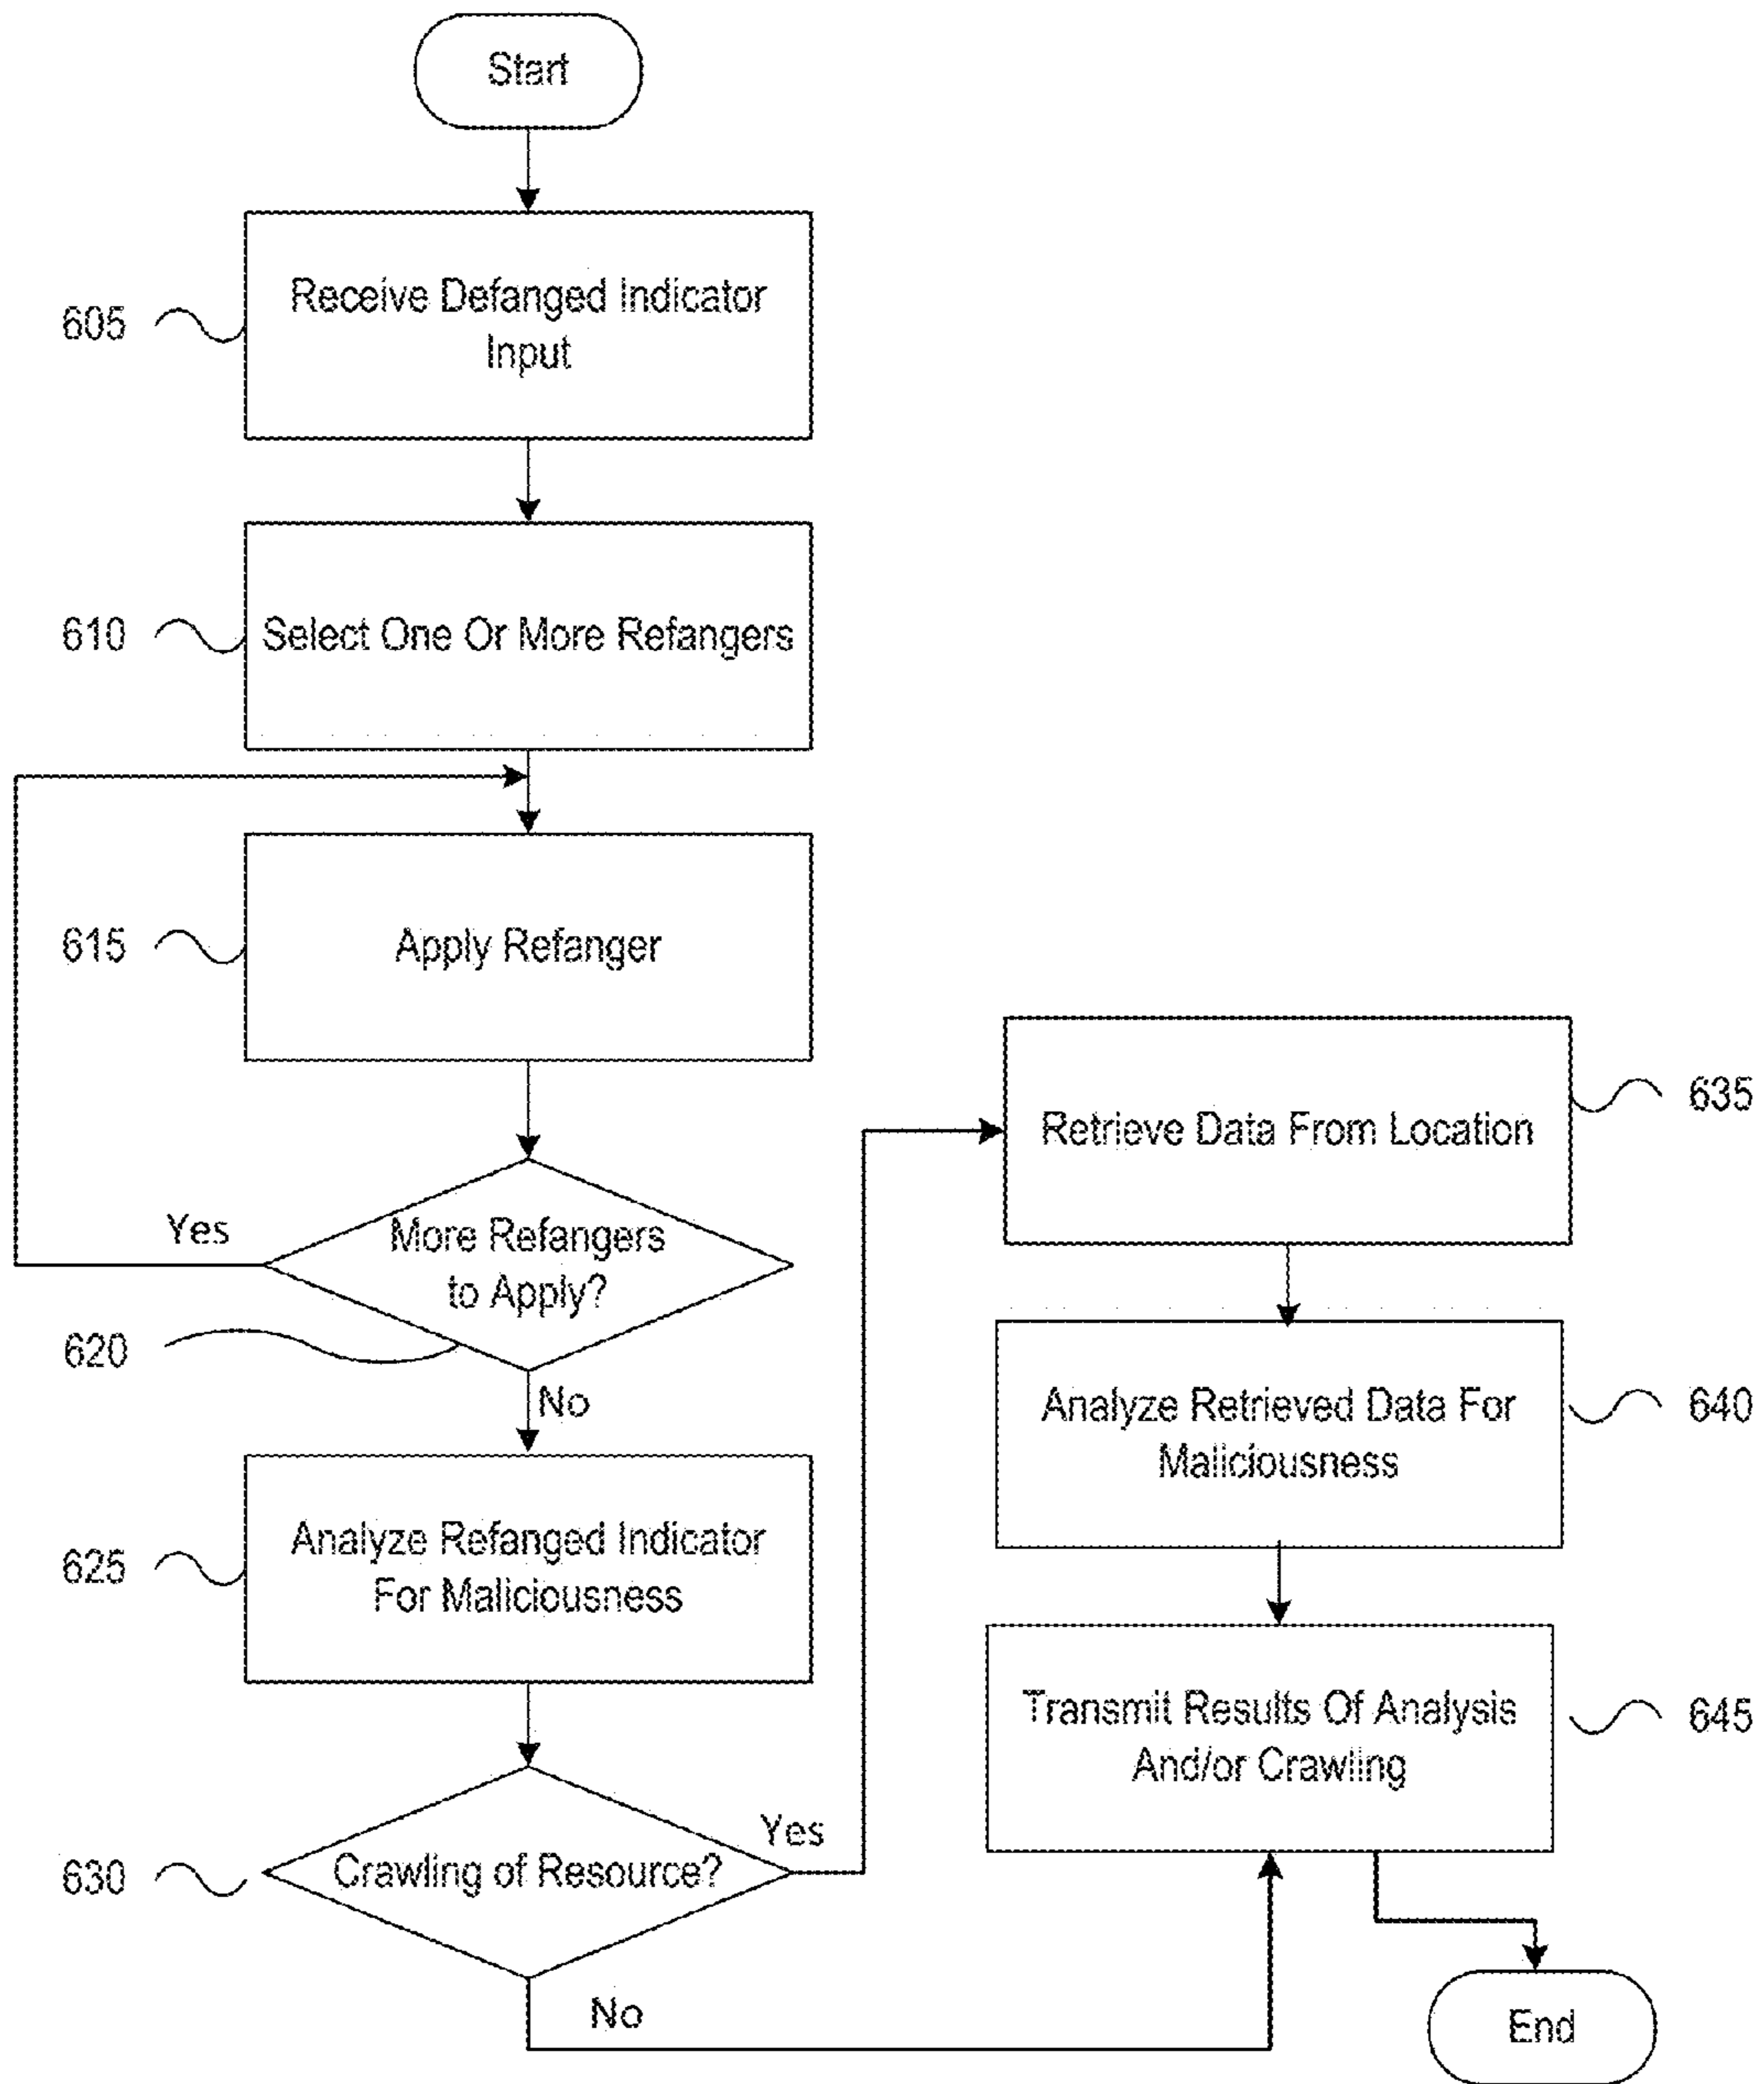 Start
605
Receive Defanged Indicator
Input
610
Select One Or More Refangers
615
Apply Refanger
Yes
More Refangers
to Apply?
620
No
625
Analyze Refanged Indicator
For Maliciousness
630
Crawling of Resource?
Yes
No
Retrieve Data From Location
635
Analyze Retrieved Data For
Maliciousness
640
Transmit Results Of Analysis
And/or Crawling
645
End